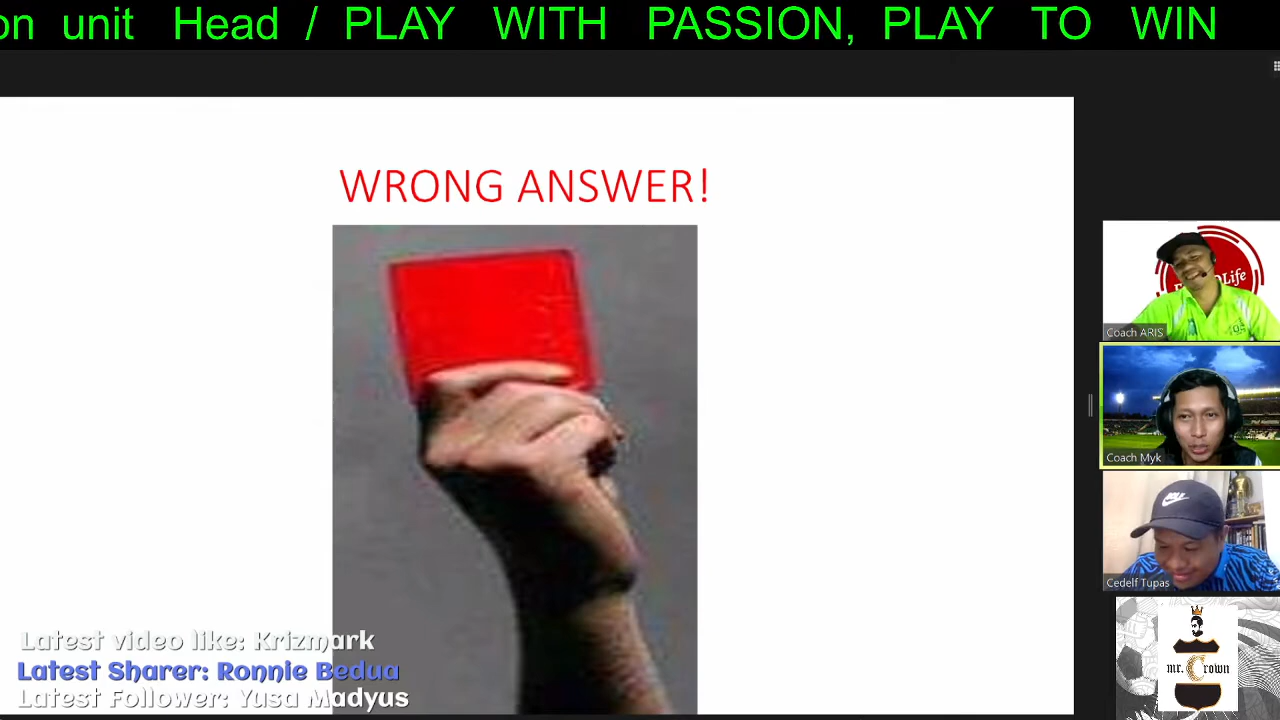 on unit Head / PLAY WITH PASSION, PLAY TO WIN
WRONG ANSWER!
Life
Coach ARIS
Coach Myk
Cedelf Tupas
mr. Crown
Latest video like: Krizmark
Latest Sharer: Ronnie Bedua
Latest Follower: Yusa Madyus